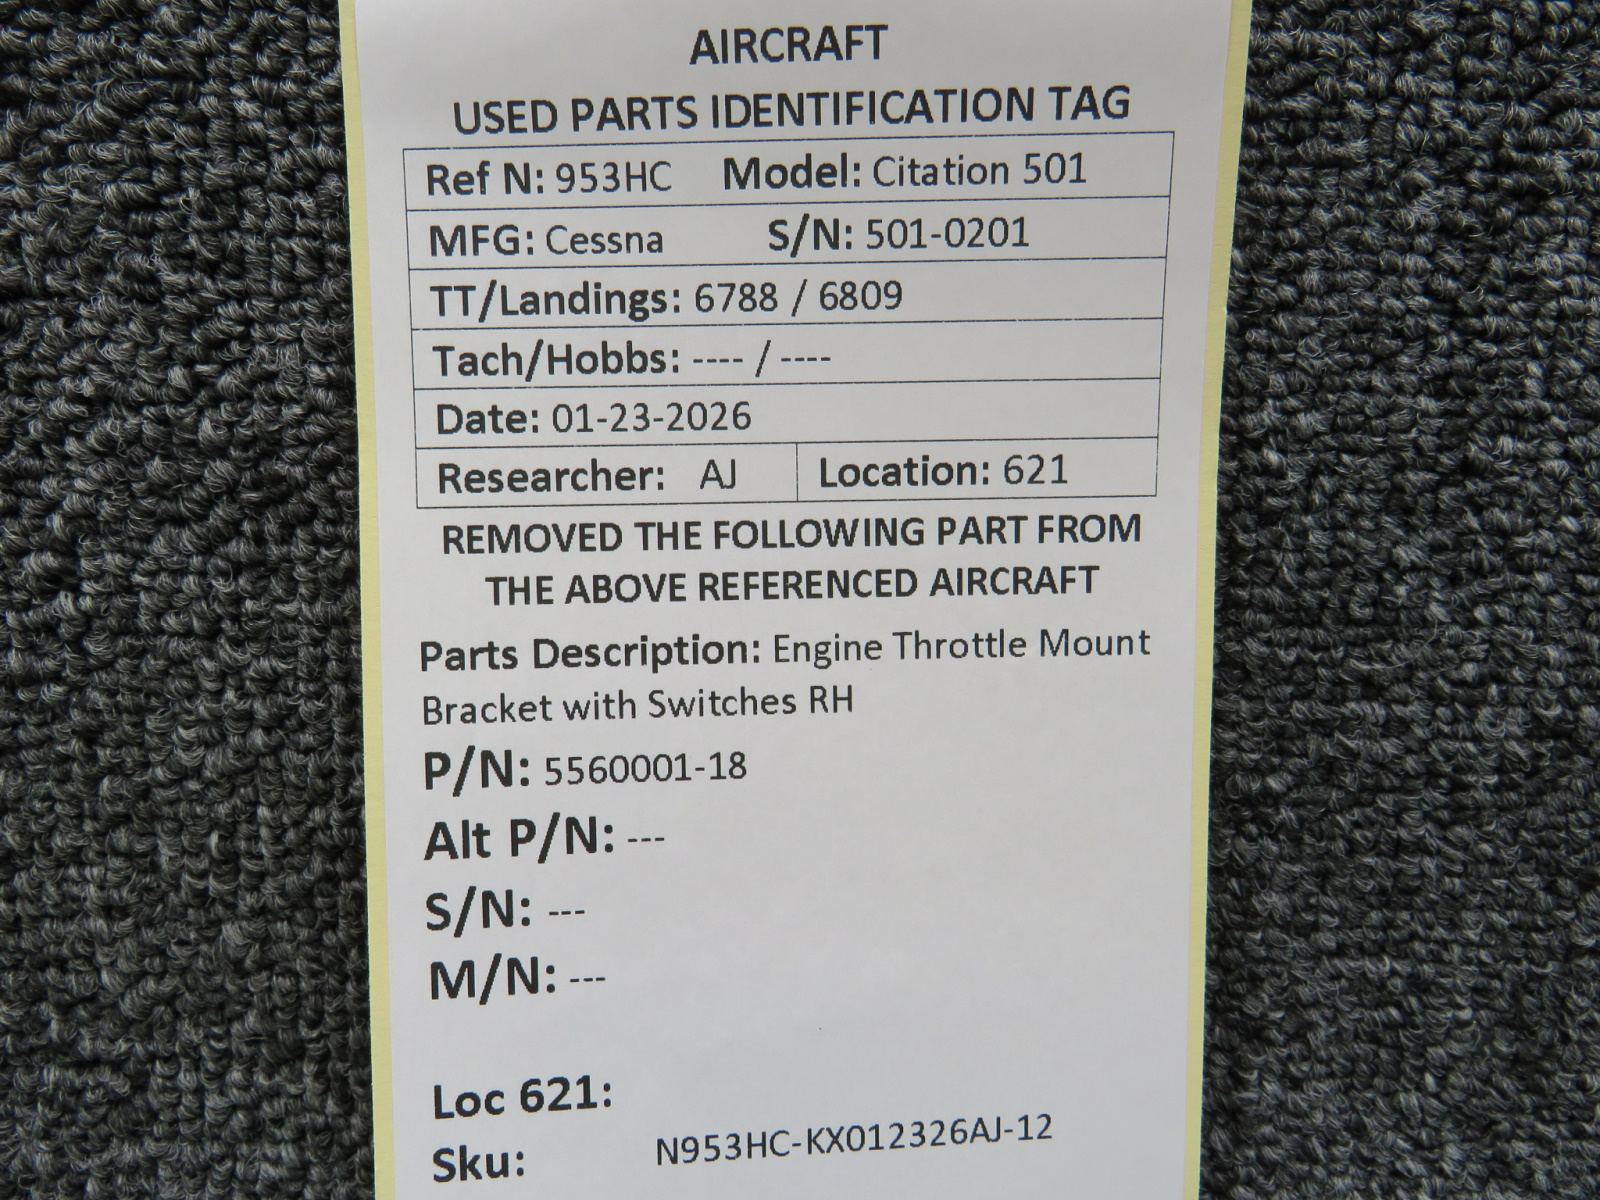 AIRCRAFT
USED PARTS IDENTIFICATION TAG
Ref N: 953HC Model: Citation 501
MFG: Cessna S/N: 501-0201
TT/Landings: 6788 / 6809
Tach/Hobbs: ---- / ----
Date: 01-23-2026
Researcher: AJ Location: 621
REMOVED THE FOLLOWING PART FROM
THE ABOVE REFERENCED AIRCRAFT
Parts Description: Engine Throttle Mount
Bracket with Switches RH
P/N: 5560001-18
Alt P/N: ---
S/N: ---
M/N: ---
Loc 621:
Sku: N953HC-KX012326AJ-12